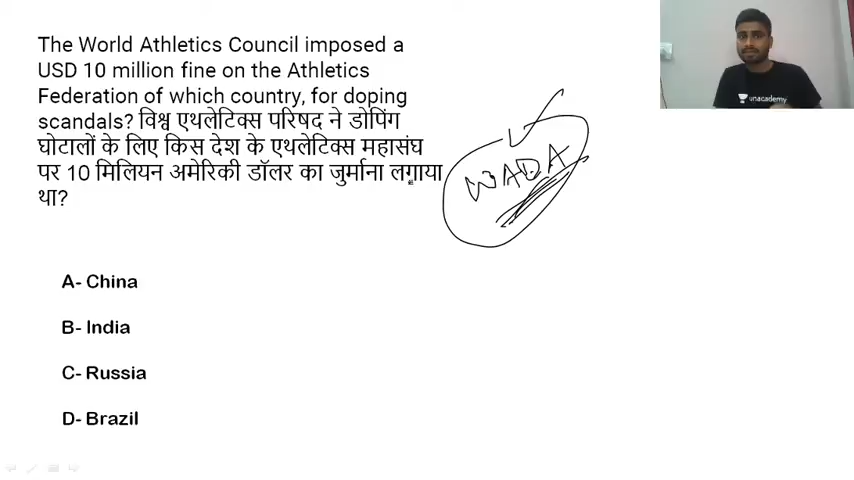 The World Athletics Council imposed a
USD 10 million fine on the Athletics
Federation of which country, for doping
scandals? विश्व एथलेटिक्स परिषद ने डोपिंग
घोटालों के लिए किस देश के एथलेटिक्स महासंघ
पर 10 मिलियन अमेरिकी डॉलर का जुर्माना लगाया
था?
WADA
unacademy
A- China
B- India
C- Russia
D- Brazil